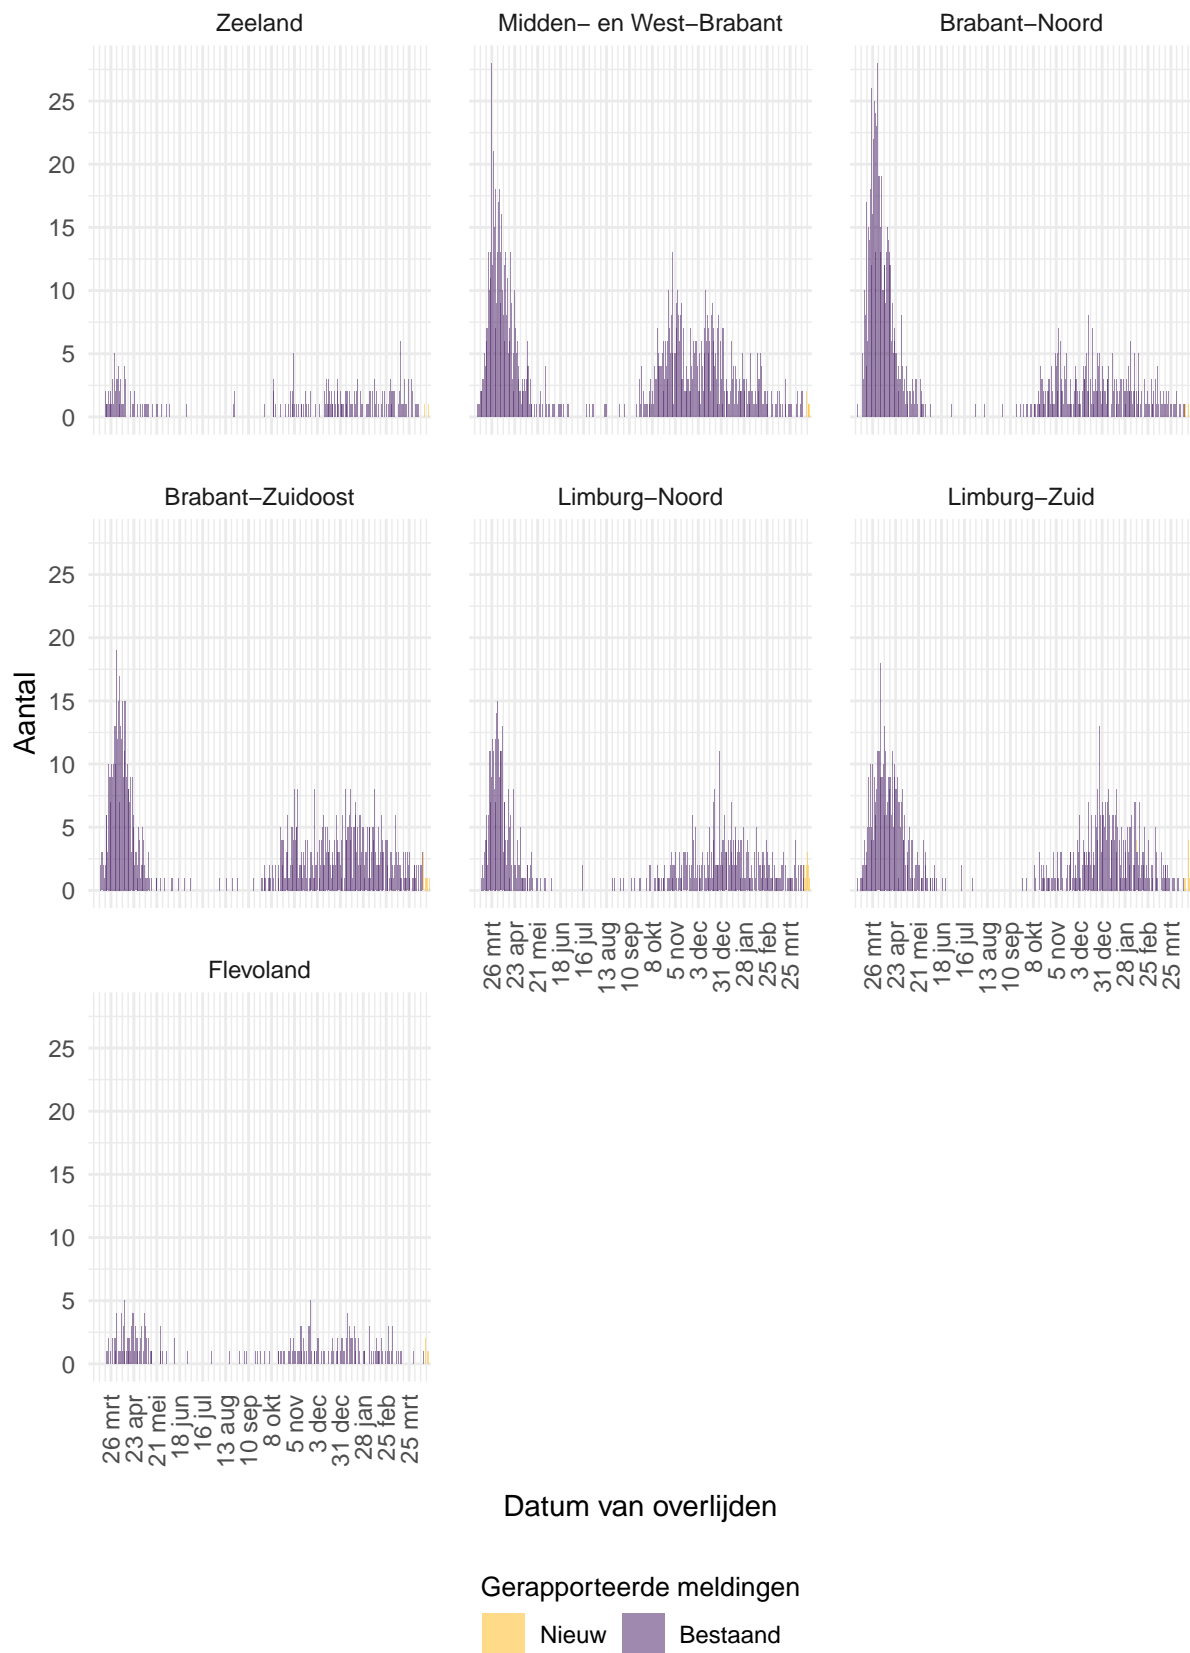 Zeeland Midden- en West-Brabant Brabant-Noord
25
20
15
10
5
0
Brabant-Zuidoost Limburg-Noord Limburg-Zuid
25
20
15
10
5
0
Aantal
26 mrt 23 apr 21 mei 18 jun 16 jul 13 aug 10 sep 8 okt 5 nov 3 dec 31 dec 28 jan 25 feb 25 mrt
26 mrt 23 apr 21 mei 18 jun 16 jul 13 aug 10 sep 8 okt 5 nov 3 dec 31 dec 28 jan 25 feb 25 mrt
Flevoland
25
20
15
10
5
0
26 mrt 23 apr 21 mei 18 jun 16 jul 13 aug 10 sep 8 okt 5 nov 3 dec 31 dec 28 jan 25 feb 25 mrt
Datum van overlijden
Gerapporteerde meldingen
Nieuw Bestaand